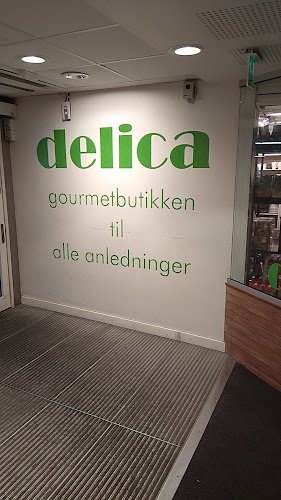 delica
gourmetbutikken
til
alle anledninger